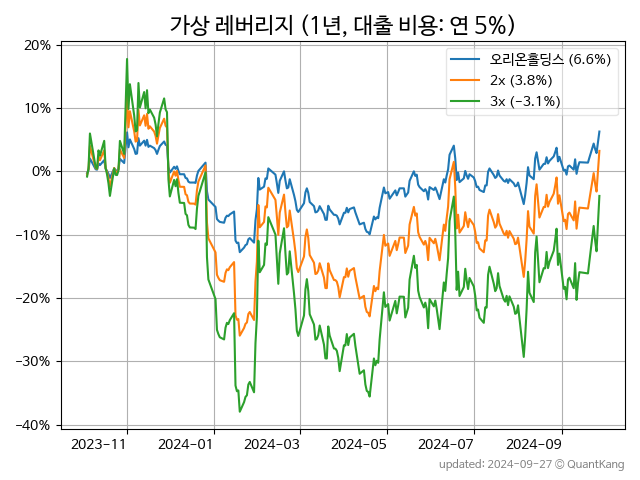 가상 레버리지 (1년, 대출 비용: 연 5%)
20%
10%
0%
−10%
−20%
−30%
−40%
오리온홀딩스 (6.6%)
2x (3.8%)
3x (−3.1%)
2023-11
2024-01
2024-03
2024-05
2024-07
2024-09
updated: 2024-09-27 © QuantKang